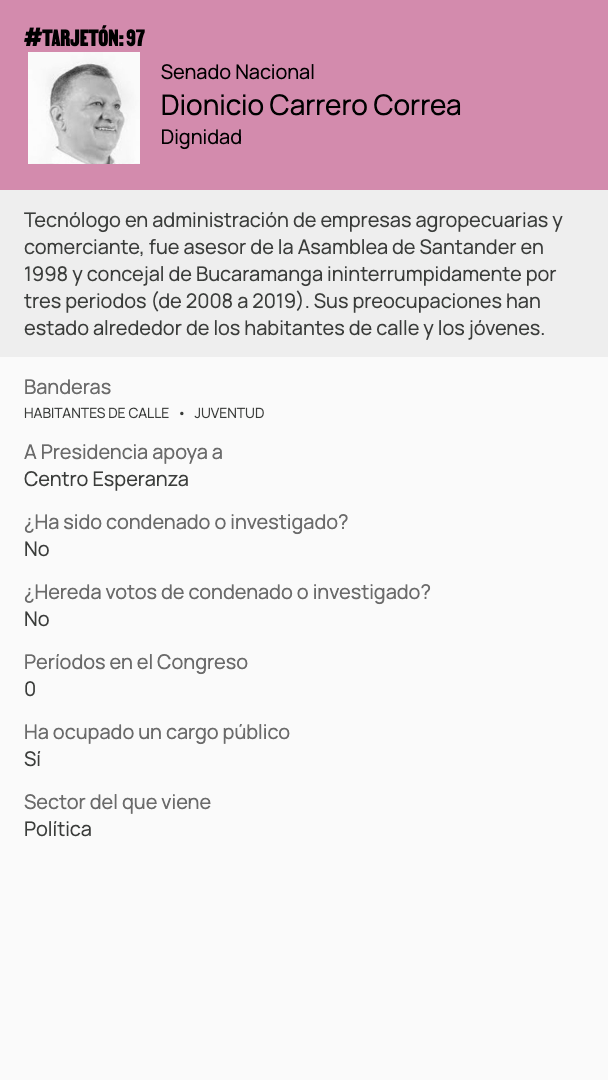 #TARJETÓN: 97
Senado Nacional
Dionicio Carrero Correa
Dignidad
Tecnólogo en administración de empresas agropecuarias y
comerciante, fue asesor de la Asamblea de Santander en
1998 y concejal de Bucaramanga ininterrumpidamente por
tres periodos (de 2008 a 2019). Sus preocupaciones han
estado alrededor de los habitantes de calle y los jóvenes.
Banderas
HABITANTES DE CALLE • JUVENTUD
A Presidencia apoya a
Centro Esperanza
¿Ha sido condenado o investigado?
No
¿Hereda votos de condenado o investigado?
No
Períodos en el Congreso
0
Ha ocupado un cargo público
Sí
Sector del que viene
Política